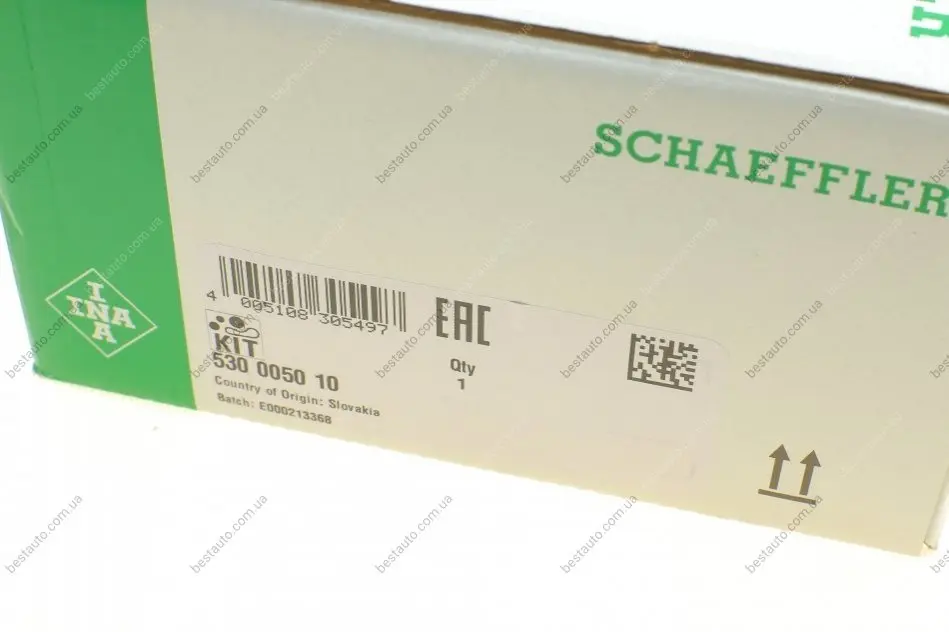 SCHAEFFLER
INA
INA
4 005108 305497
EAC
KIT
530 0050 10
Qty
1
Country of Origin: Slovakia
Batch: E000213368
bestauto.com.ua